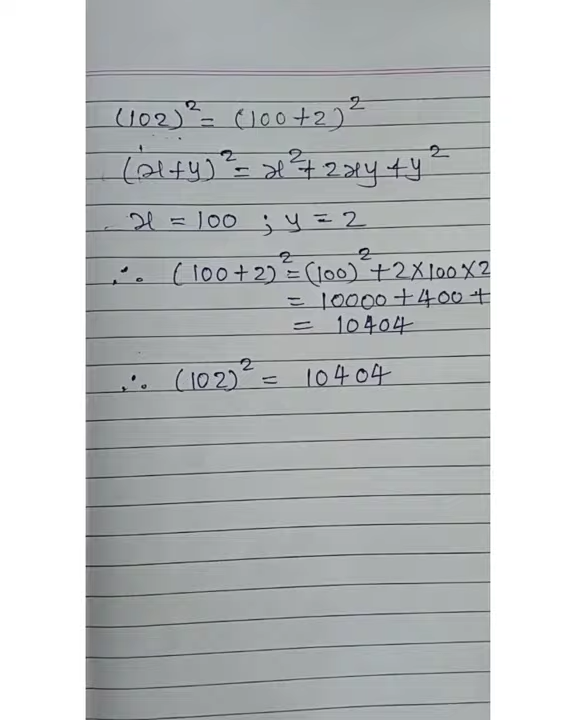 (102)² = (100+2)²
(x+y)² = x²+2xy+y²
x = 100 ; y = 2
∴ (100+2)² = (100)²+2×100×2
= 10000+400+
= 10404
∴ (102)² = 10404